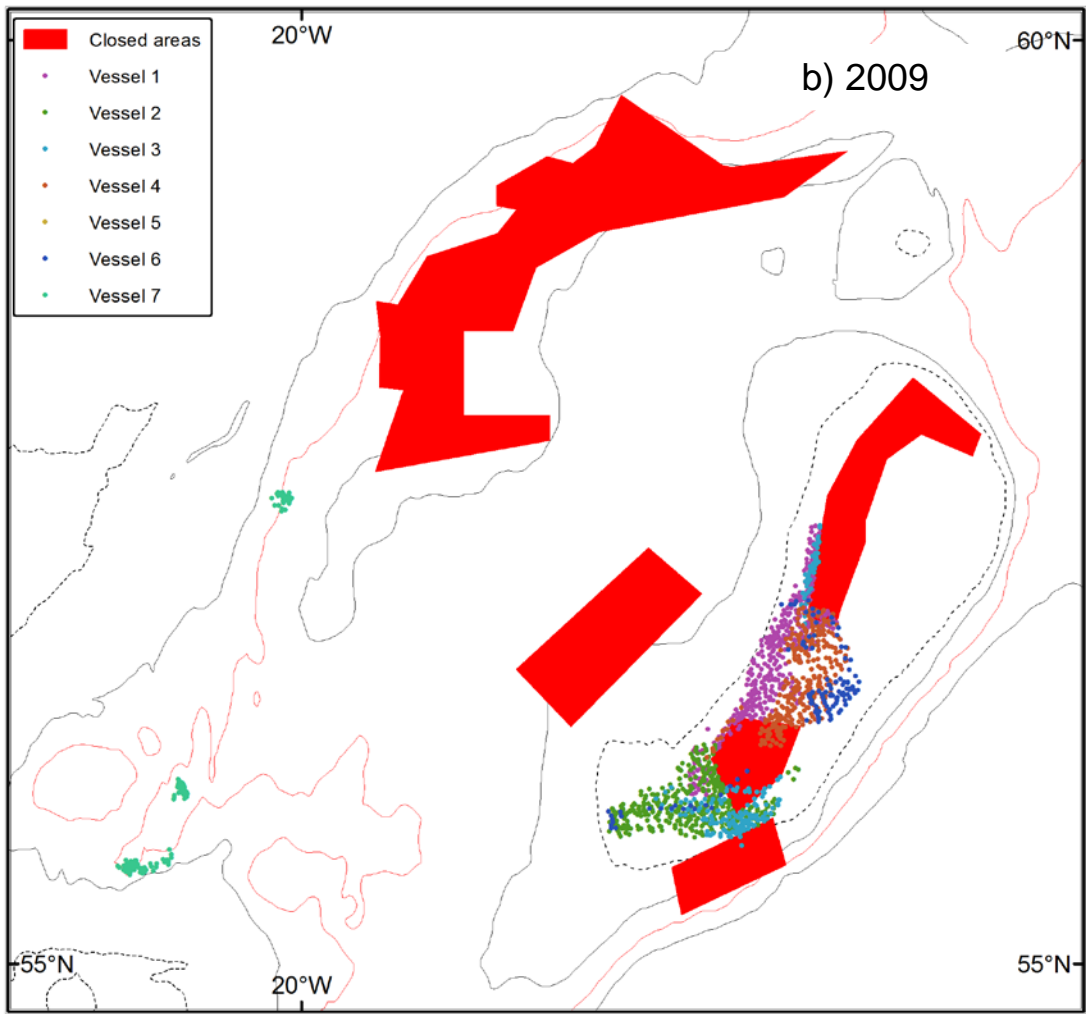 20°W
60°N
b) 2009
Closed areas
Vessel 1
Vessel 2
Vessel 3
Vessel 4
Vessel 5
Vessel 6
Vessel 7
55°N
55°N
20°W